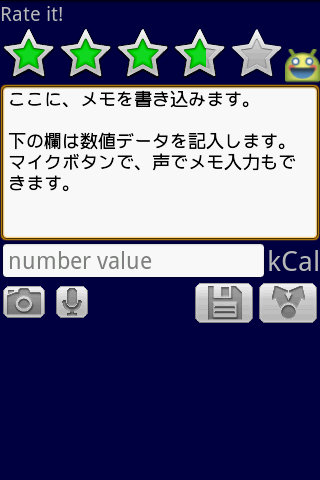 Rate it!
ここに、メモを書き込みます。
下の欄は数値データを記入します。
マイクボタンで、声でメモ入力もで
きます。
number value
kCal